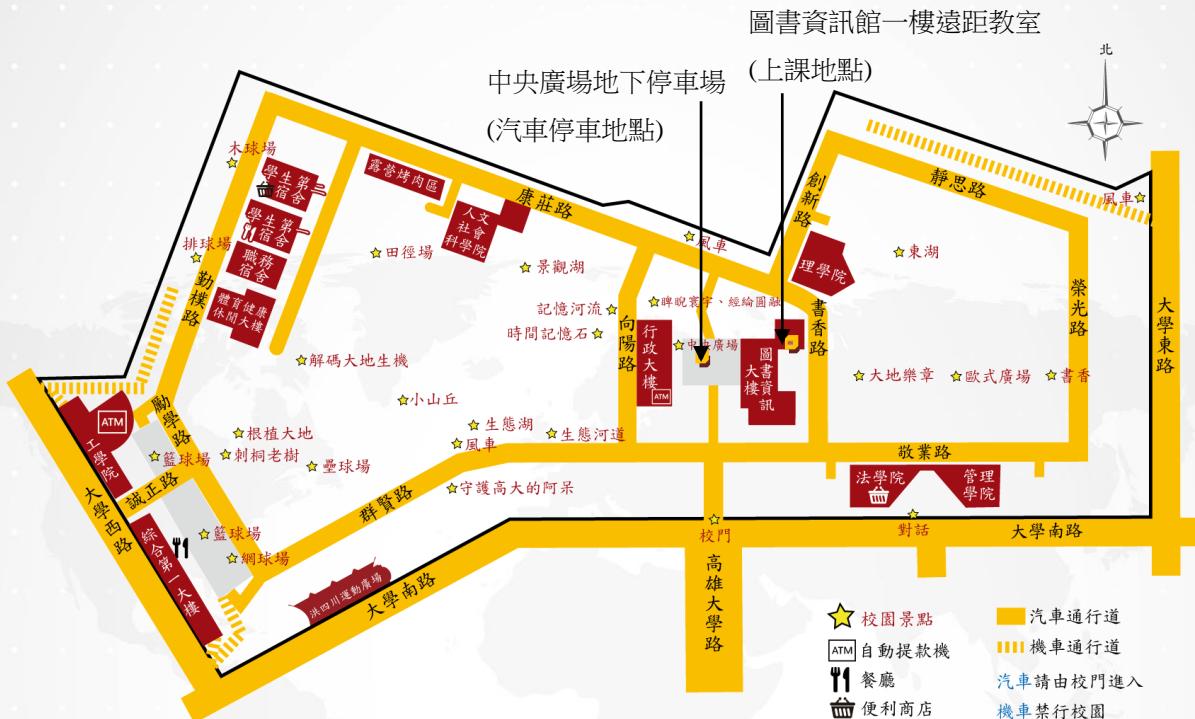 圖書資訊館一樓遠距教室
(上課地點)
中央廣場地下停車場
(汽車停車地點)
北
木球場
學生第二
宿舍
學生第一
宿舍
排球場
職務
宿舍
體育健康
休閒大樓
勤樸路
露營烤肉區
人文
社會
科學院
康莊路
田徑場
景觀湖
風車
創新路
靜思路
風車
理學院
東湖
記憶河流
時間記憶石
向陽路
睥睨寰宇、經綸圜融
行政大樓
ATM
中央廣場
圖書資訊
大樓
書香路
榮光路
大學東路
大地樂章
歐式廣場
書香
解碼大地生機
小山丘
工學院
ATM
勵學路
籃球場
根植大地
刺桐老樹
壘球場
生態湖
風車
生態河道
敬業路
誠正路
大學西路
群賢路
守護高大的阿呆
法學院
管理
學院
綜合第一大樓
籃球場
網球場
洪四川運動廣場
大學南路
校門
對話
大學南路
高雄大學路
校園景點
ATM 自動提款機
餐廳
便利商店
汽車通行道
機車通行道
汽車請由校門進入
機車禁行校園